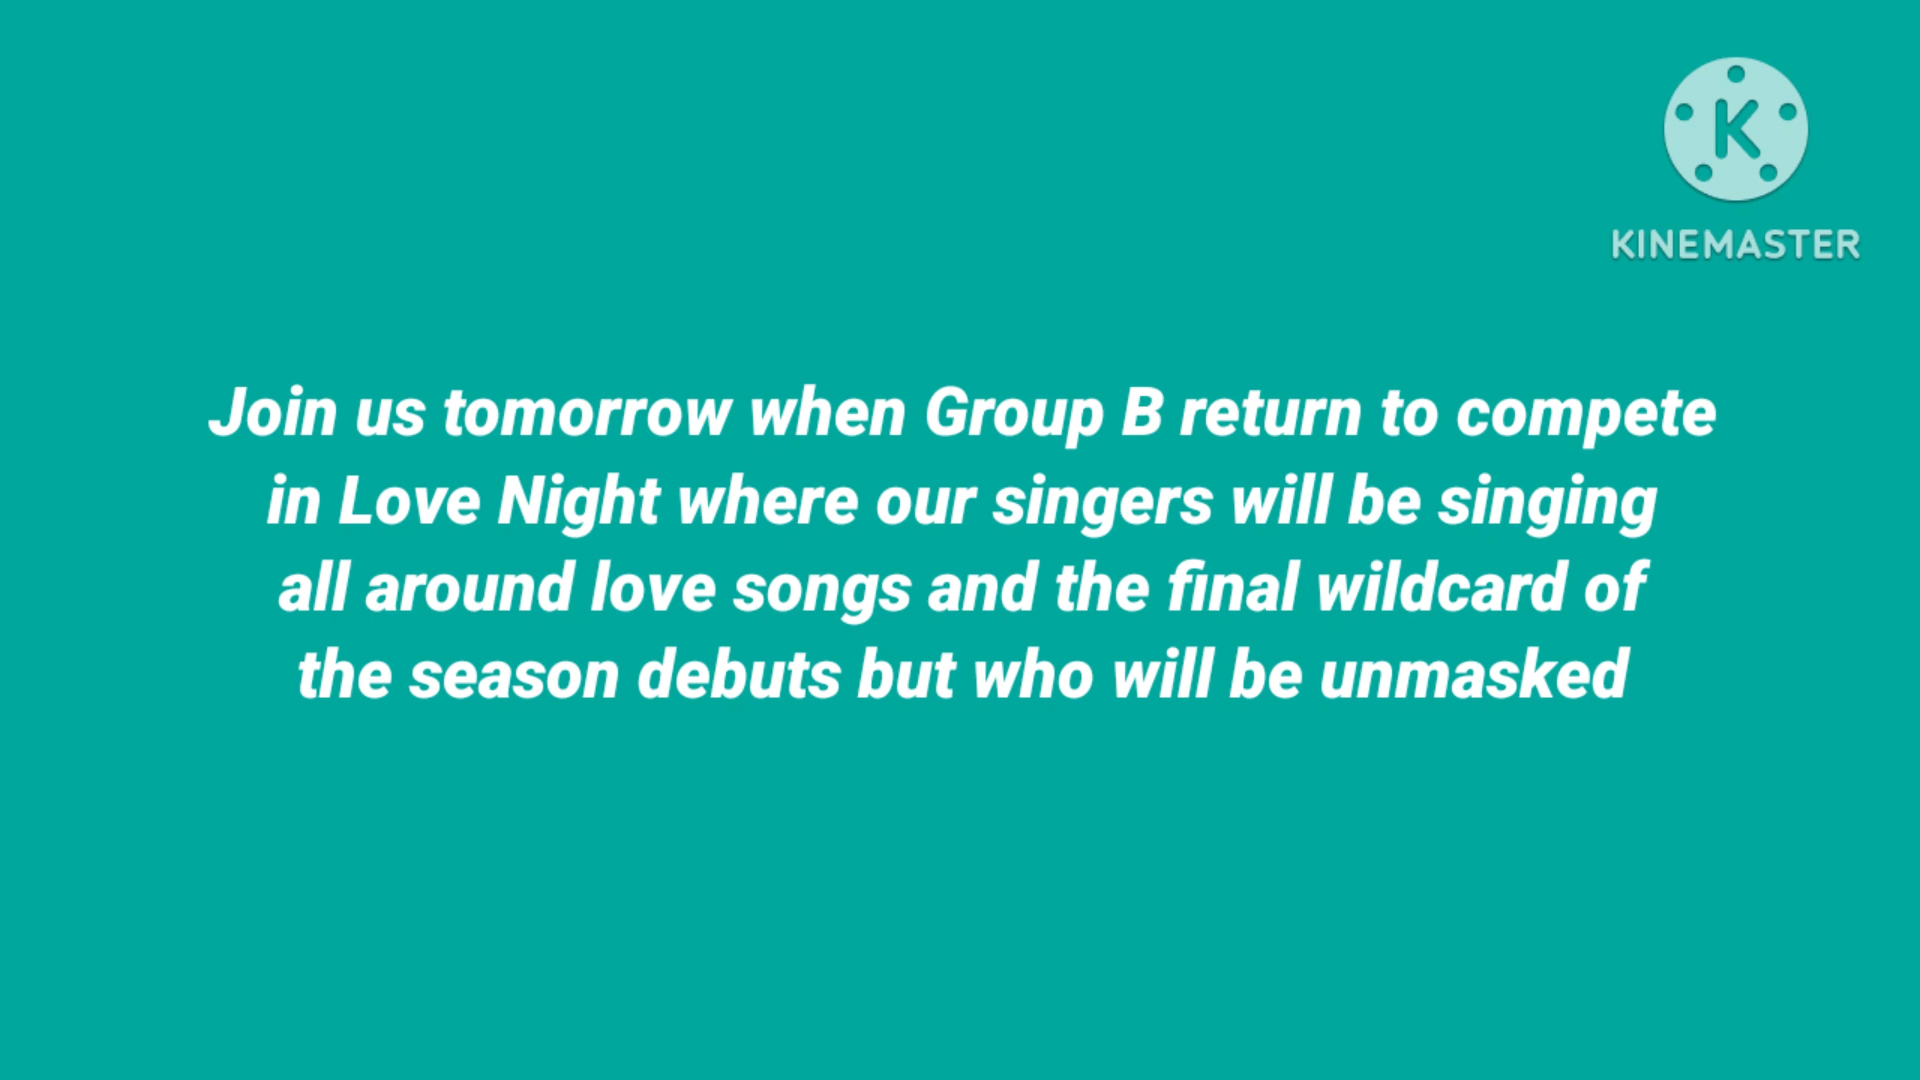 K
KINEMASTER
Join us tomorrow when Group B return to compete
in Love Night where our singers will be singing
all around love songs and the final wildcard of
the season debuts but who will be unmasked